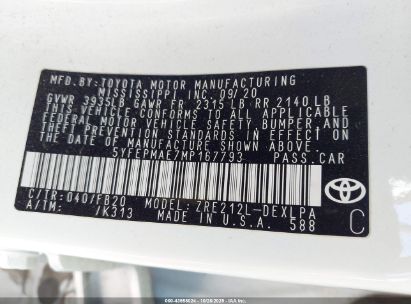 MFD. BY: TOYOTA MOTOR MANUFACTURING
MISSISSIPPI INC. 09/20
GVWR 3935LB GAWR FR 2315 LB RR 2140 LB
THIS VEHICLE CONFORMS TO ALL APPLICABLE
FEDERAL MOTOR VEHICLE SAFETY, BUMPER AND
THEFT PREVENTION STANDARDS IN EFFECT ON
THE DATE OF MANUFACTURE SHOWN ABOVE.
5YFEPMAE7MP167793 PASS.CAR
C/TR:040/FB20 MODEL: ZRE212L-DEXLPA
A/TM: /K313 MADE IN U.S.A. 588
TOYOTA
C